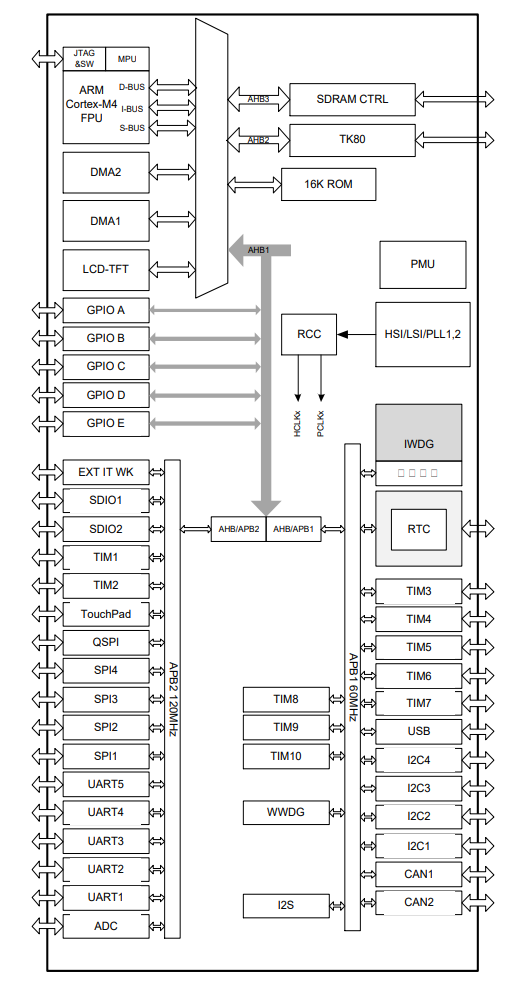 JTAG
&SW
MPU
ARM
Cortex-M4
FPU
D-BUS
I-BUS
S-BUS
DMA2
DMA1
LCD-TFT
AHB3
SDRAM CTRL
AHB2
TK80
16K ROM
AHB1
PMU
GPIO A
GPIO B
GPIO C
GPIO D
GPIO E
RCC
HSI/LSI/PLL1,2
HCLKx
PCLKx
IWDG
RTC
EXT IT WK
SDIO1
SDIO2
TIM1
TIM2
TouchPad
QSPI
SPI4
SPI3
SPI2
SPI1
UART5
UART4
UART3
UART2
UART1
ADC
APB2 120MHz
AHB/APB2
AHB/APB1
APB1 60MHz
TIM8
TIM9
TIM10
WWDG
I2S
TIM3
TIM4
TIM5
TIM6
TIM7
USB
I2C4
I2C3
I2C2
I2C1
CAN1
CAN2